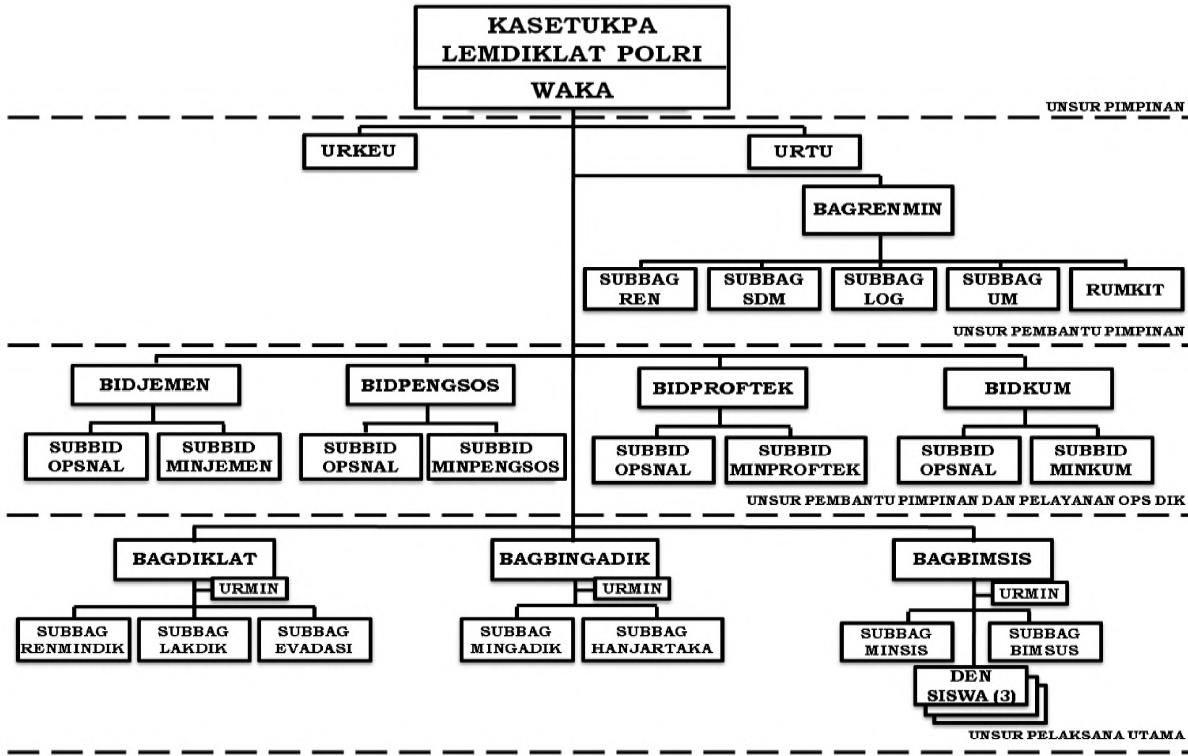 KASETUKPA
LEMDIKLAT POLRI
WAKA
UNSUR PIMPINAN
URKEU
URTU
BAGRENMIN
SUBBAG
REN
SUBBAG
SDM
SUBBAG
LOG
SUBBAG
UM
RUMKIT
UNSUR PEMBANTU PIMPINAN
BIDJEMEN
BIDPENGSOS
BIDPROFTEK
BIDKUM
SUBBID
OPSNAL
SUBBID
MINJEMEN
SUBBID
OPSNAL
SUBBID
MINPENGSOS
SUBBID
OPSNAL
SUBBID
MINPROFTEK
SUBBID
OPSNAL
SUBBID
MINKUM
UNSUR PEMBANTU PIMPINAN DAN PELAYANAN OPS DIK
BAGDIKLAT
URMIN
BAGBINGADIK
URMIN
BAGBIMSIS
URMIN
SUBBAG
RENMINDIK
SUBBAG
LAKDIK
SUBBAG
EVADASI
SUBBAG
MINGADIK
SUBBAG
HANJARTAKA
SUBBAG
MINSIS
SUBBAG
BIMSUS
DEN
SISWA (3)
UNSUR PELAKSANA UTAMA